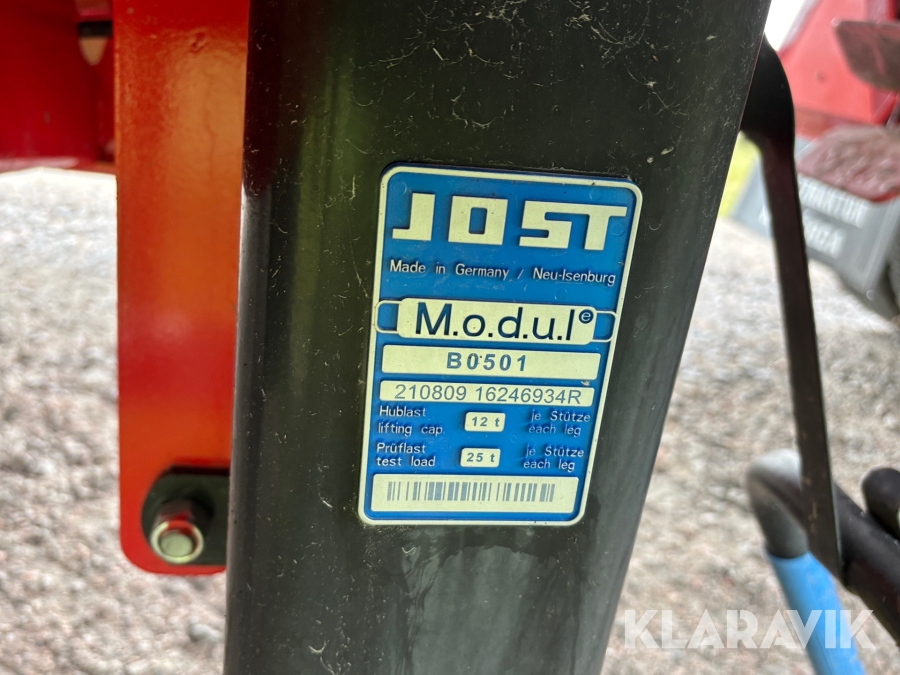 JOST
Made in Germany / Neu-Isenburg
M.o.d.u.l e
B0501
210809 16246934R
Hublast 12 t je Stütze
lifting cap. each leg
Prüflast 25 t je Stütze
test load each leg
KLARAVIK